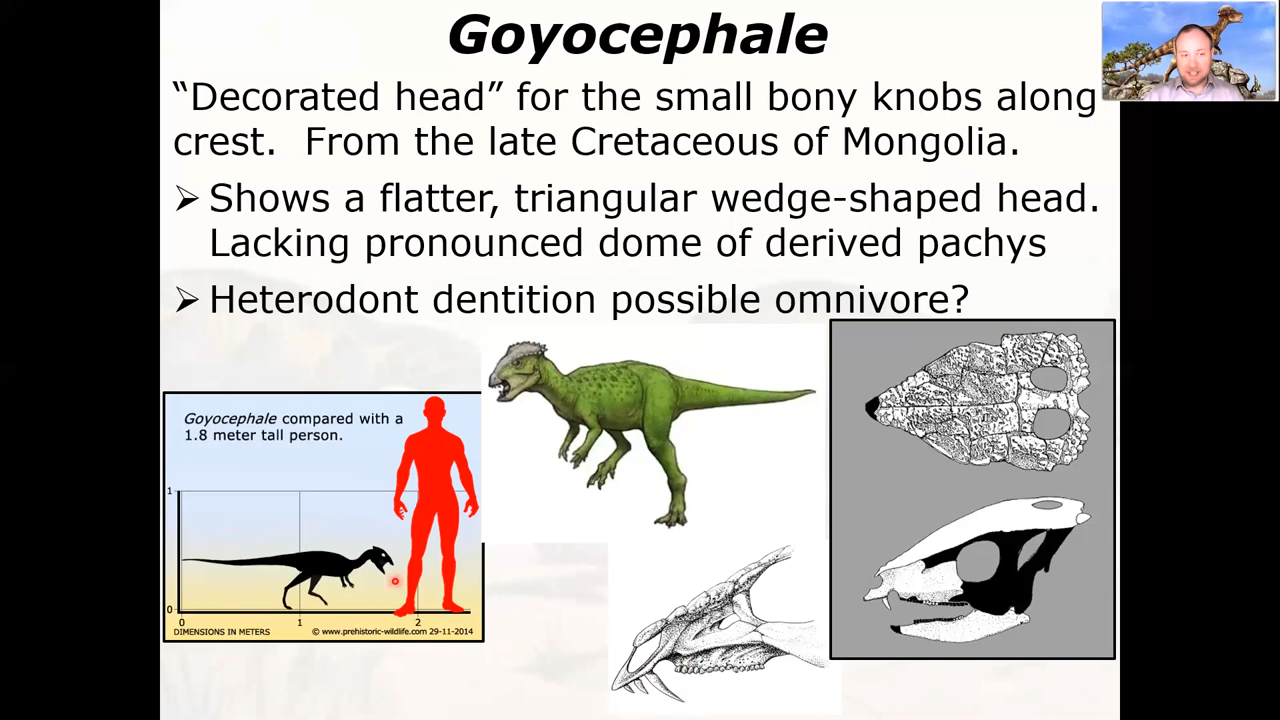 Goyocephale
“Decorated head” for the small bony knobs along
crest. From the late Cretaceous of Mongolia.
➢ Shows a flatter, triangular wedge-shaped head.
Lacking pronounced dome of derived pachys
➢ Heterodont dentition possible omnivore?
Goyocephale compared with a
1.8 meter tall person.
1
0
0 1 2
DIMENSIONS IN METERS © www.prehistoric-wildlife.com 29-11-2014